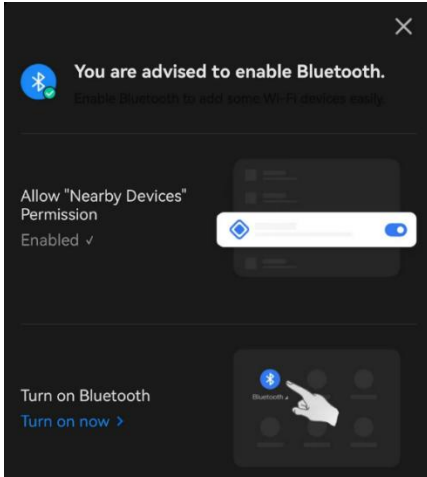 You are advised to enable Bluetooth.
Enable Bluetooth to add some Wi-Fi devices easily.
Allow "Nearby Devices"
Permission
Enabled ✓
Bluetooth
Turn on Bluetooth
Turn on now >